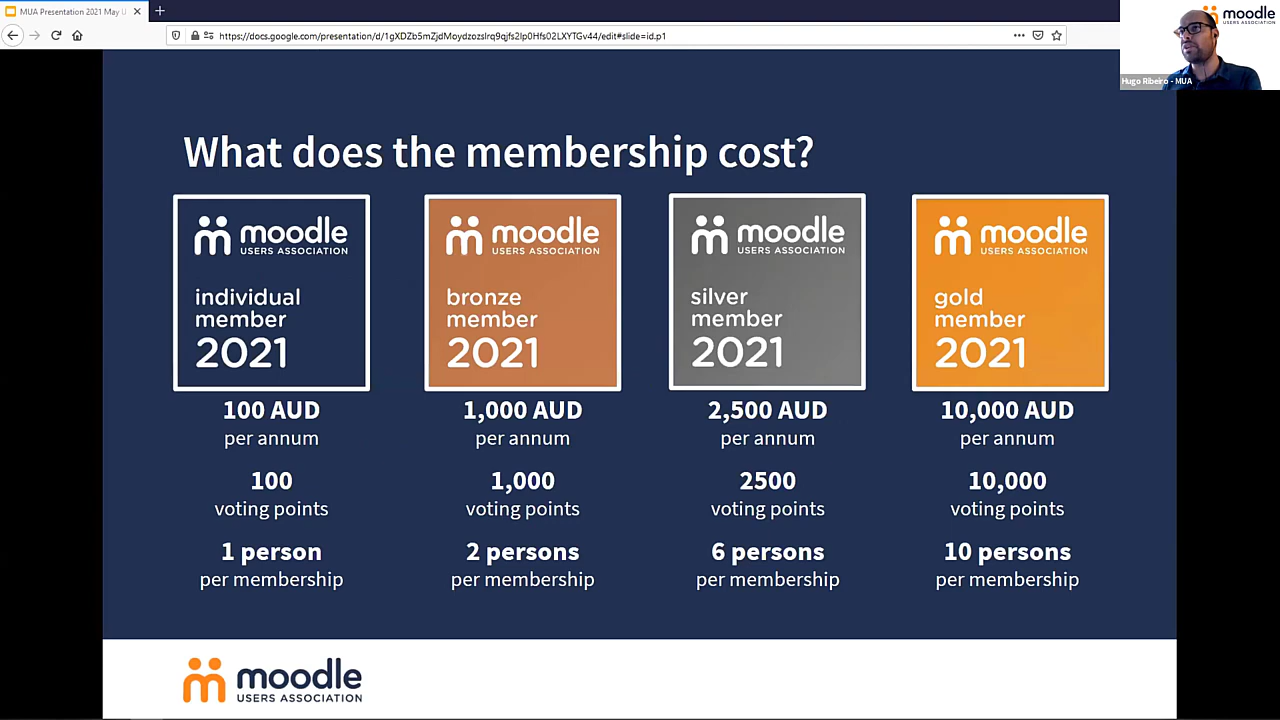 MUA Presentation 2021 May U
https://docs.google.com/presentation/d/1gXDZb5mZjdMoydzozslrq9qjfs2lp0Hfs02LXYTGv44/edit#slide=id.p1
moodle
USERS ASSOCIATION
Hugo Ribeiro - MUA
What does the membership cost?
moodle
USERS ASSOCIATION
individual
member
2021
100 AUD
per annum
100
voting points
1 person
per membership
moodle
USERS ASSOCIATION
bronze
member
2021
1,000 AUD
per annum
1,000
voting points
2 persons
per membership
moodle
USERS ASSOCIATION
silver
member
2021
2,500 AUD
per annum
2500
voting points
6 persons
per membership
moodle
USERS ASSOCIATION
gold
member
2021
10,000 AUD
per annum
10,000
voting points
10 persons
per membership
moodle
USERS ASSOCIATION